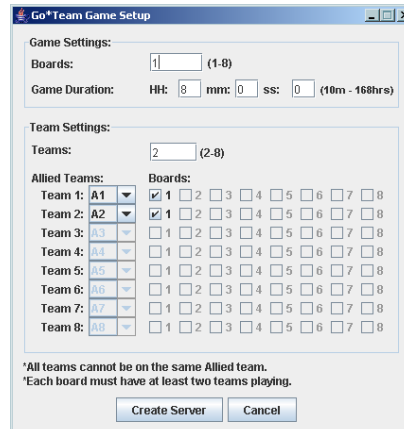 Go*Team Game Setup
Game Settings:
Boards: 1 (1-8)
Game Duration: HH: 8 mm: 0 ss: 0 (10m - 168hrs)
Team Settings:
Teams: 2 (2-8)
Allied Teams: Boards:
Team 1: A1 1 2 3 4 5 6 7 8
Team 2: A2 1 2 3 4 5 6 7 8
Team 3: A3 1 2 3 4 5 6 7 8
Team 4: A4 1 2 3 4 5 6 7 8
Team 5: A5 1 2 3 4 5 6 7 8
Team 6: A6 1 2 3 4 5 6 7 8
Team 7: A7 1 2 3 4 5 6 7 8
Team 8: A8 1 2 3 4 5 6 7 8
*All teams cannot be on the same Allied team.
*Each board must have at least two teams playing.
Create Server Cancel